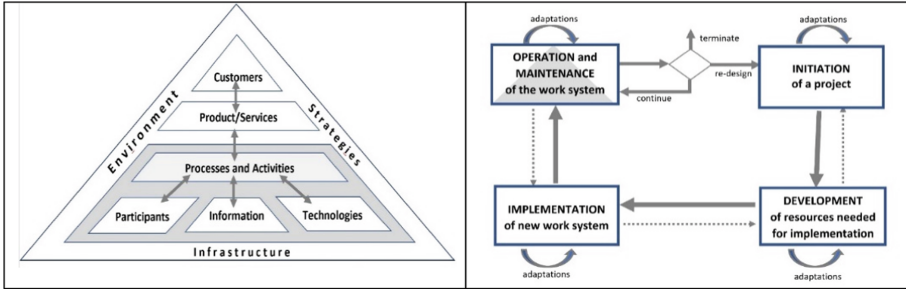 Customers
Product/Services
Environment
Strategies
Processes and Activities
Participants
Information
Technologies
Infrastructure
adaptations
OPERATION and
MAINTENANCE
of the work system
terminate
re-design
continue
adaptations
INITIATION
of a project
IMPLEMENTATION
of new work system
adaptations
DEVELOPMENT
of resources needed
for implementation
adaptations